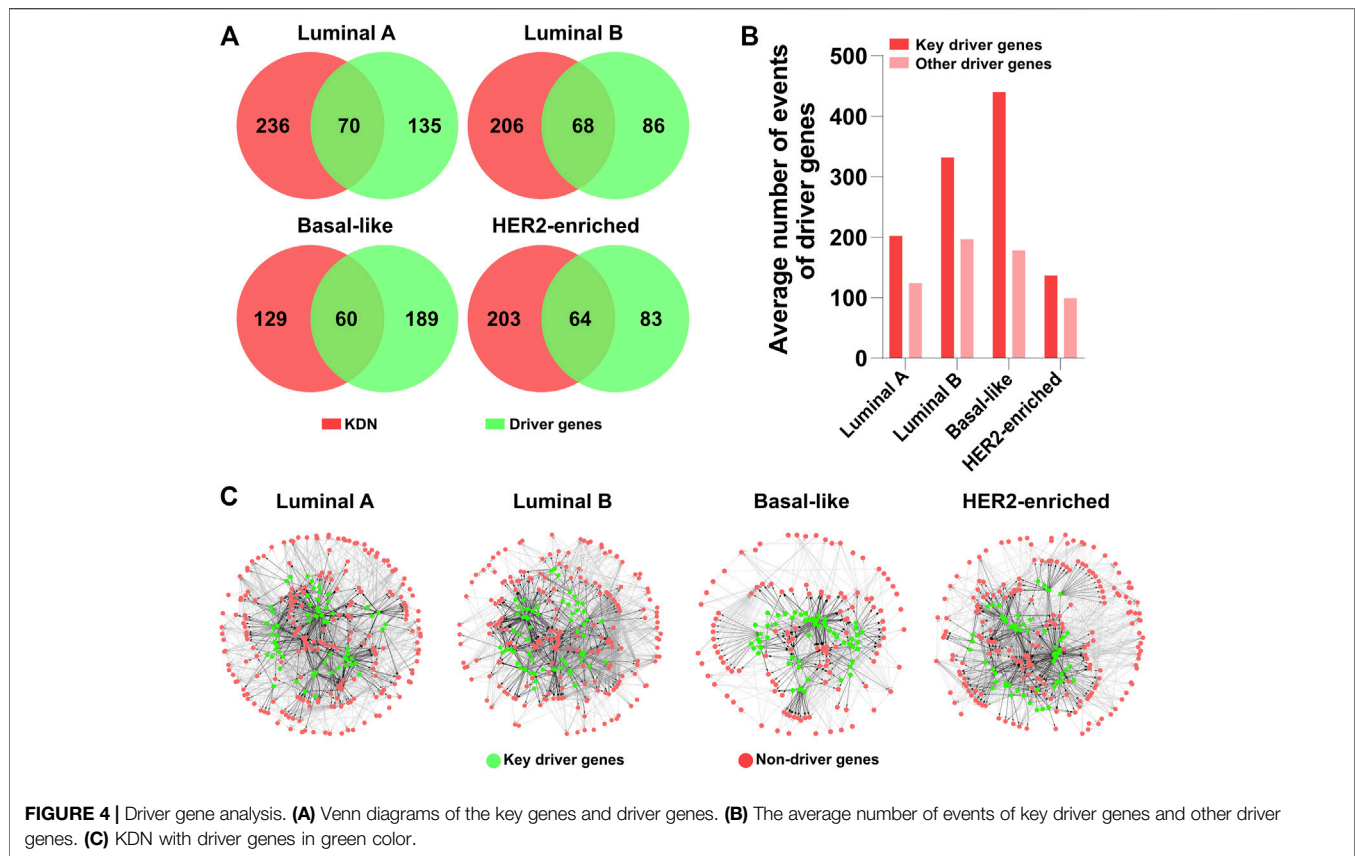 A
Luminal A
Luminal B
236 70 135
206 68 86
Basal-like
HER2-enriched
129 60 189
203 64 83
KDN
Driver genes
B
Key driver genes
Other driver genes
Average number of events
of driver genes
500
400
300
200
100
0
Luminal A
Luminal B
Basal-like
HER2-enriched
C
Luminal A
Luminal B
Basal-like
HER2-enriched
Key driver genes
Non-driver genes
FIGURE 4 | Driver gene analysis. (A) Venn diagrams of the key genes and driver genes. (B) The average number of events of key driver genes and other driver
genes. (C) KDN with driver genes in green color.